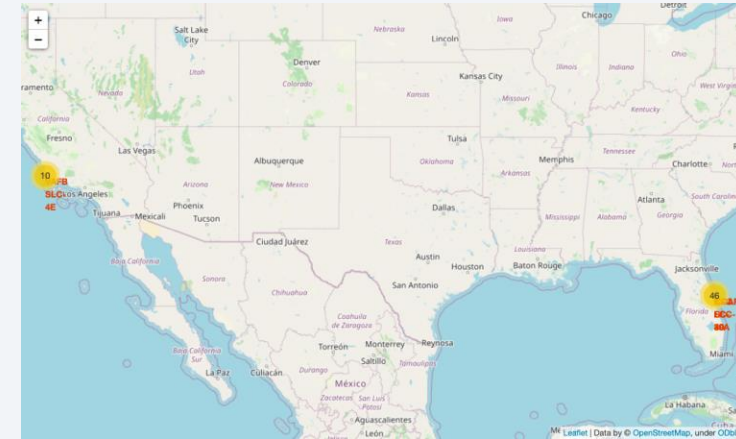 +
−
Detroit
Chicago
Iowa
Nebraska
Salt Lake
City
Lincoln
Ohio
Illinois
Indiana
Denver
Utah
Kansas City
West Virgin
Colorado
ramento
Nevada
Kansas
Missouri
Kentucky
California
Fresno
Tulsa
Las Vegas
Tennessee
Albuquerque
Oklahoma
Memphis
Charlotte
Nort
10
AFB
Arkansas
SLC-
Los Angeles
Arizona
New Mexico
Atlanta
South Carolin
4E
Phoenix
Dallas
Tijuana
Mexicali
Tucson
Mississippi
Alabama
Georgia
Ciudad Juárez
Texas
Louisiana
Austin
Baja California
Houston
Baton Rouge
Jacksonville
San Antonio
Sonora
Chihuahua
46
Florida
Coahuila
de Zaragoza
Reynosa
Torreón
Monterrey
Baja California
Sur
Miami
Saltillo
Tamaulipas
La Paz
Culiacán
Durango
México
Zacatecas
San Luis
Potosí
La Habana
Aguascalientes
León
Leaflet | Data by © OpenStreetMap, under ODbL